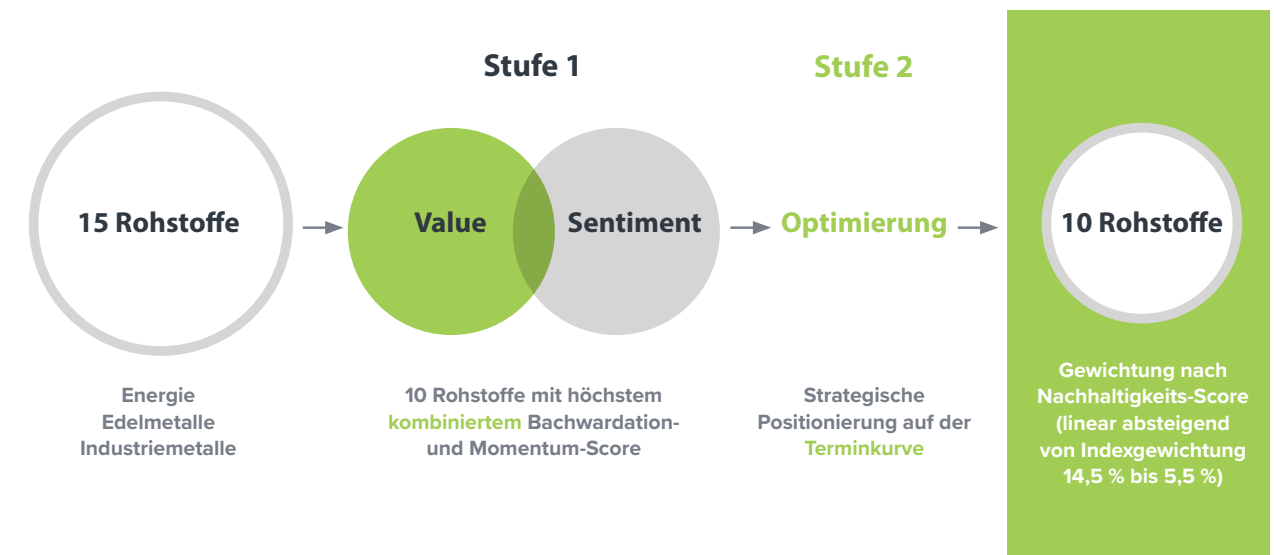 Stufe 1
Stufe 2
15 Rohstoffe
Value
Sentiment
Optimierung
10 Rohstoffe
Energie
Edelmetalle
Industriemetalle
10 Rohstoffe mit höchstem
kombiniertem Bachwardation-
und Momentum-Score
Strategische
Positionierung auf der
Terminkurve
Gewichtung nach
Nachhaltigkeits-Score
(linear absteigend
von Indexgewichtung
14,5 % bis 5,5 %)